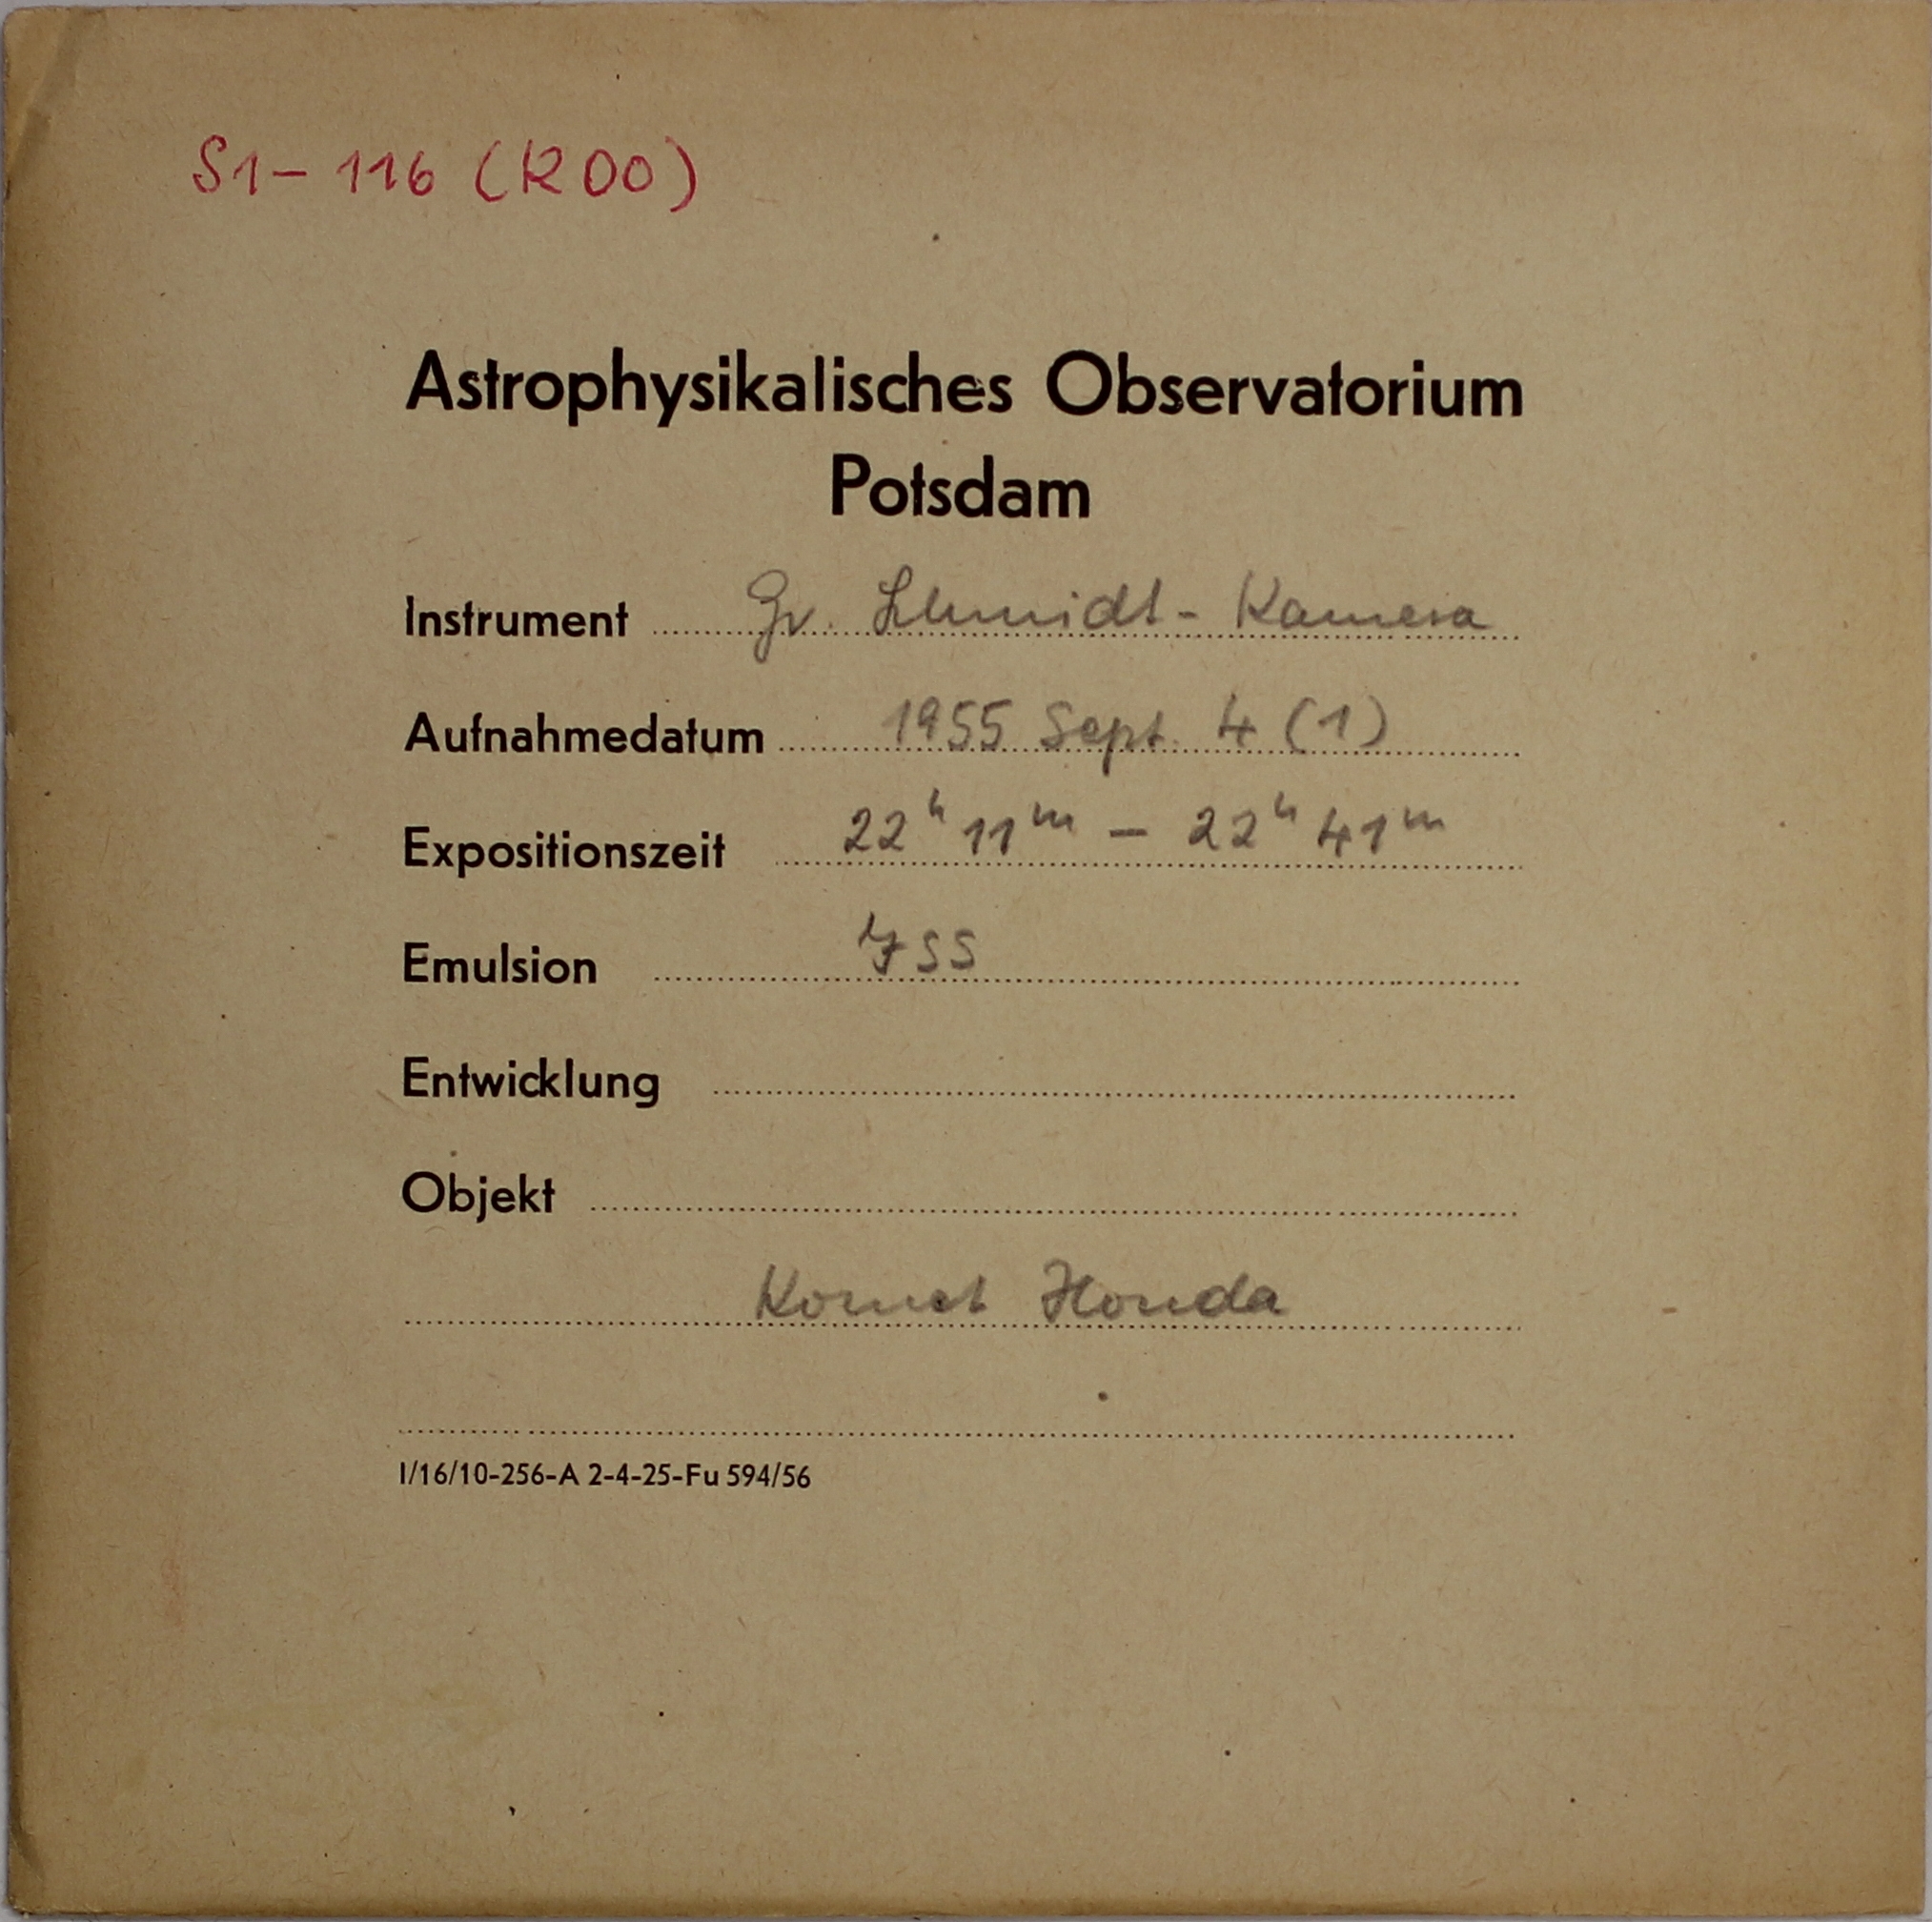 S1-116 (R00)
Astrophysikalisches Observatorium
Potsdam
Instrument Gr. Schmidt-Kamera
Aufnahmedatum 1955 Sept. 4 (1)
Expositionszeit 22h 11m - 22h 41m
Emulsion
Entwicklung
Objekt
Komet Honda
I/16/10-256-A 2-4-25-Fu 594/56